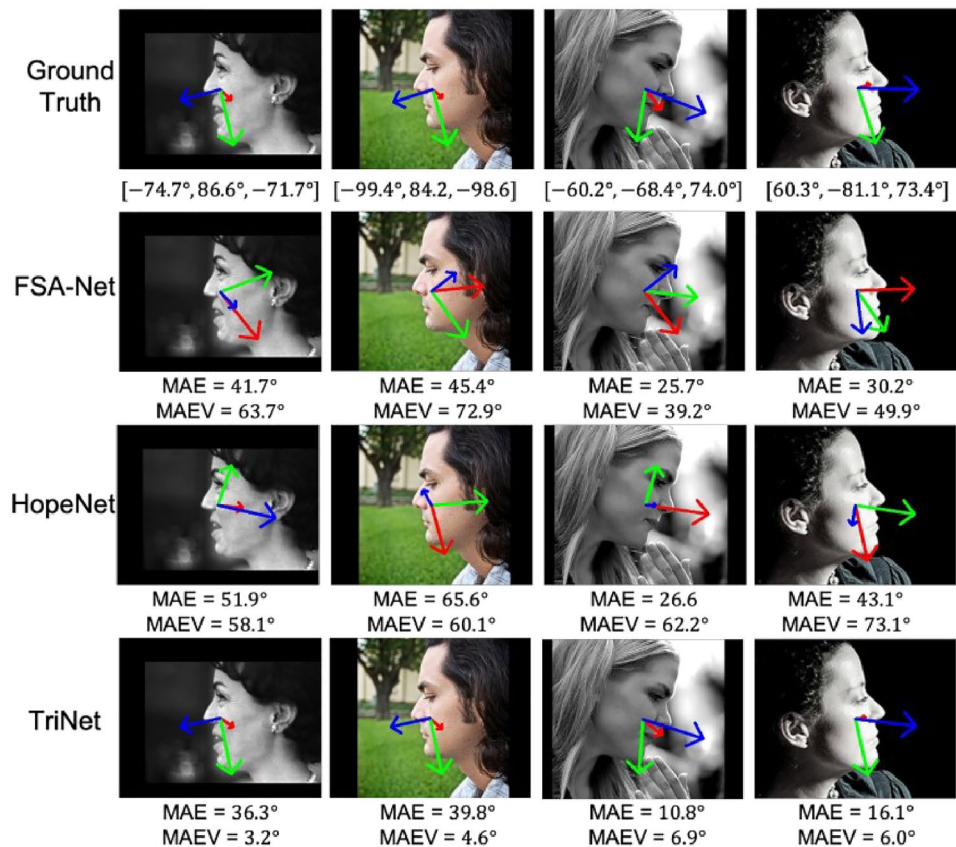 Ground
Truth
[−74.7°, 86.6°, −71.7°] [−99.4°, 84.2, −98.6] [−60.2°, −68.4°, 74.0°] [60.3°, −81.1°, 73.4°]
FSA-Net
MAE = 41.7° MAE = 45.4° MAE = 25.7° MAE = 30.2°
MAEV = 63.7° MAEV = 72.9° MAEV = 39.2° MAEV = 49.9°
HopeNet
MAE = 51.9° MAE = 65.6° MAE = 26.6 MAE = 43.1°
MAEV = 58.1° MAEV = 60.1° MAEV = 62.2° MAEV = 73.1°
TriNet
MAE = 36.3° MAE = 39.8° MAE = 10.8° MAE = 16.1°
MAEV = 3.2° MAEV = 4.6° MAEV = 6.9° MAEV = 6.0°